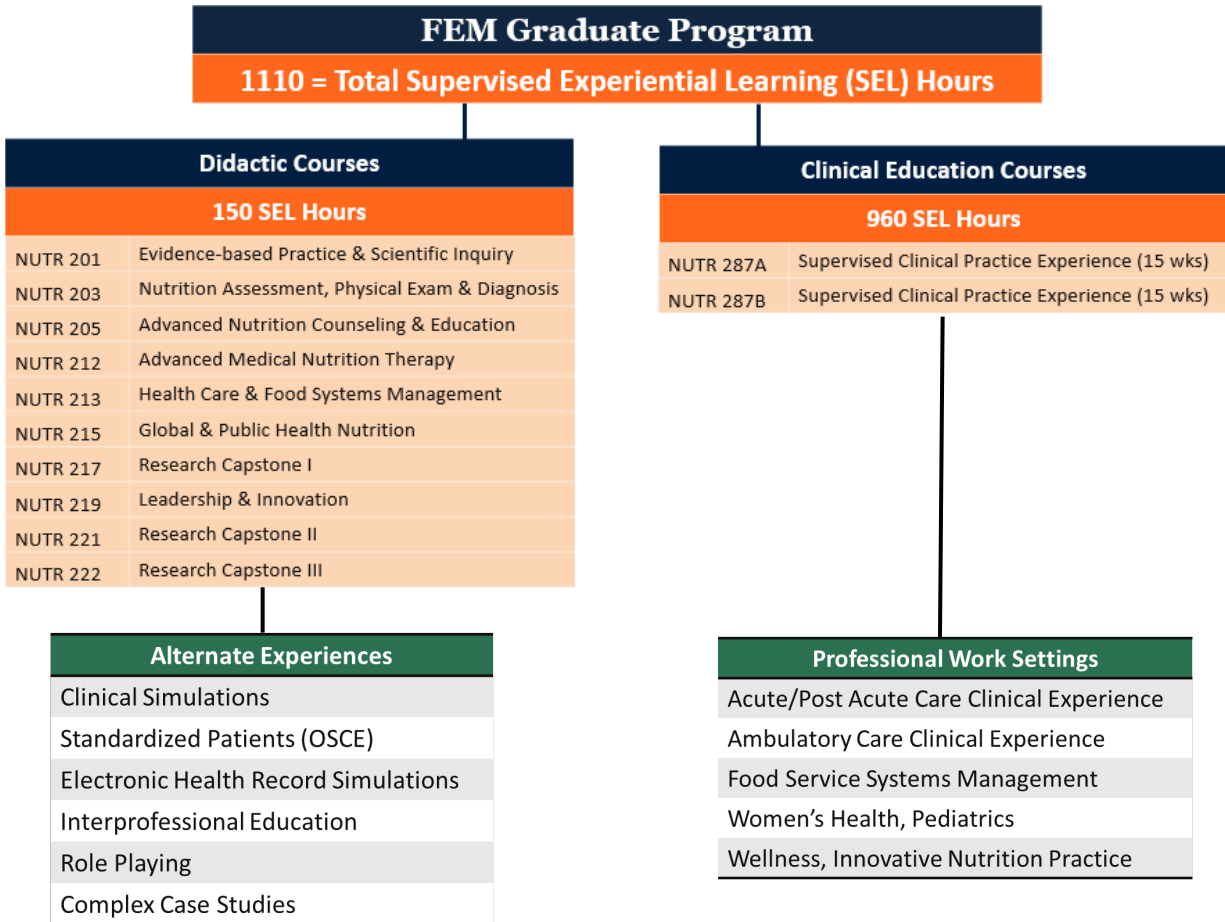 FEM Graduate Program
1110 = Total Supervised Experiential Learning (SEL) Hours
Didactic Courses
150 SEL Hours
NUTR 201 Evidence-based Practice & Scientific Inquiry
NUTR 203 Nutrition Assessment, Physical Exam & Diagnosis
NUTR 205 Advanced Nutrition Counseling & Education
NUTR 212 Advanced Medical Nutrition Therapy
NUTR 213 Health Care & Food Systems Management
NUTR 215 Global & Public Health Nutrition
NUTR 217 Research Capstone I
NUTR 219 Leadership & Innovation
NUTR 221 Research Capstone II
NUTR 222 Research Capstone III
Alternate Experiences
Clinical Simulations
Standardized Patients (OSCE)
Electronic Health Record Simulations
Interprofessional Education
Role Playing
Complex Case Studies
Clinical Education Courses
960 SEL Hours
NUTR 287A Supervised Clinical Practice Experience (15 wks)
NUTR 287B Supervised Clinical Practice Experience (15 wks)
Professional Work Settings
Acute/Post Acute Care Clinical Experience
Ambulatory Care Clinical Experience
Food Service Systems Management
Women’s Health, Pediatrics
Wellness, Innovative Nutrition Practice